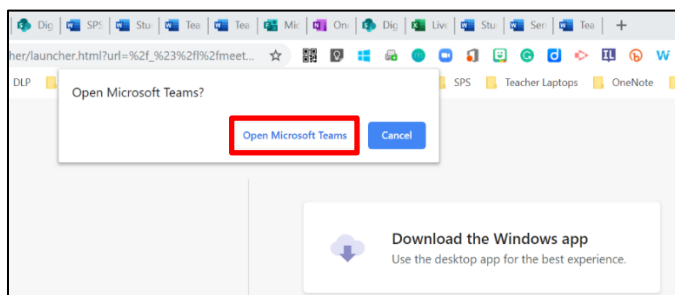 Dig SPS Stu Tea Tea Mic On Dig Live Stu Ser Tea +
her/launcher.html?url=%2f_%23%2fl%2fmeet...
DLP SPS Teacher Laptops OneNote
Open Microsoft Teams?
Open Microsoft Teams Cancel
Download the Windows app
Use the desktop app for the best experience.